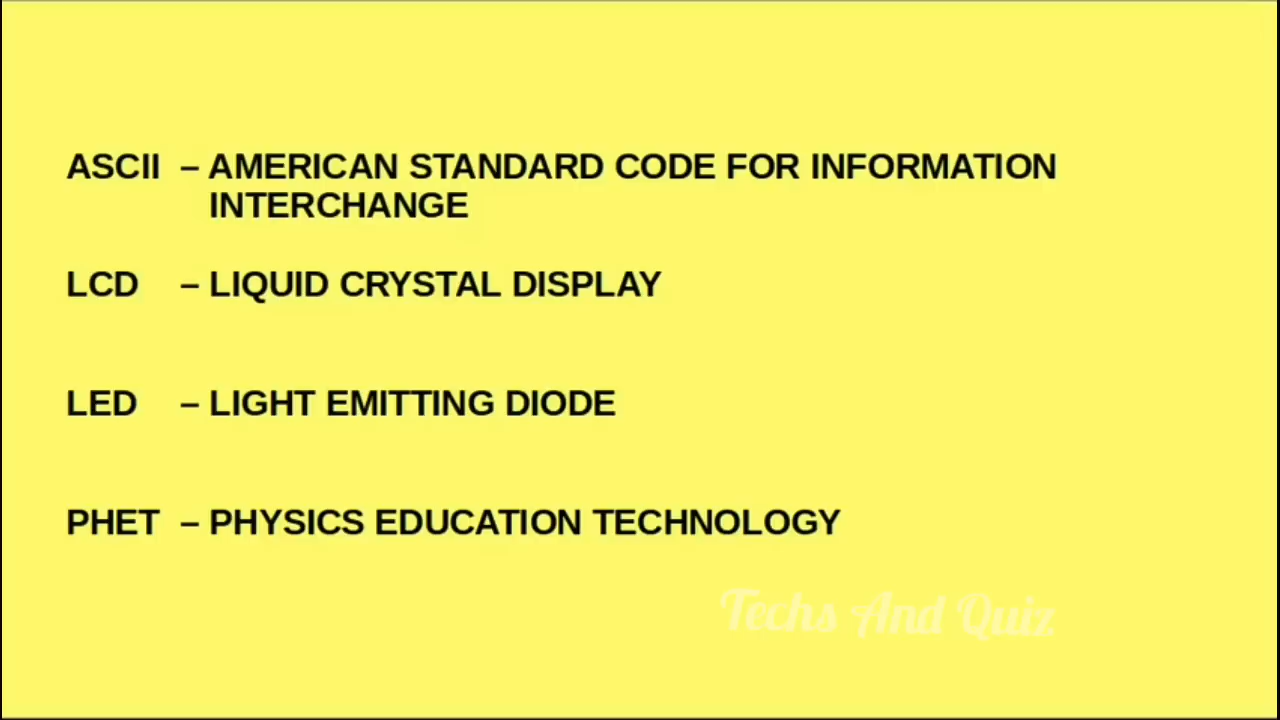 ASCII – AMERICAN STANDARD CODE FOR INFORMATION
INTERCHANGE
LCD – LIQUID CRYSTAL DISPLAY
LED – LIGHT EMITTING DIODE
PHET – PHYSICS EDUCATION TECHNOLOGY
Techs And Quiz